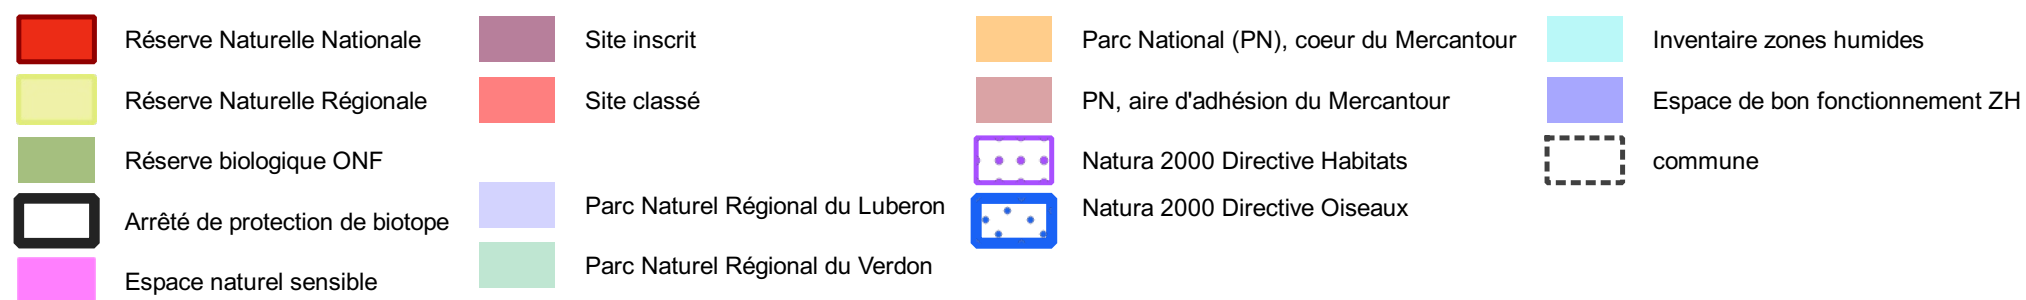 Réserve Naturelle Nationale
Réserve Naturelle Régionale
Réserve biologique ONF
Arrêté de protection de biotope
Espace naturel sensible
Site inscrit
Site classé
Parc Naturel Régional du Luberon
Parc Naturel Régional du Verdon
Parc National (PN), coeur du Mercantour
PN, aire d'adhésion du Mercantour
Natura 2000 Directive Habitats
Natura 2000 Directive Oiseaux
Inventaire zones humides
Espace de bon fonctionnement ZH
commune